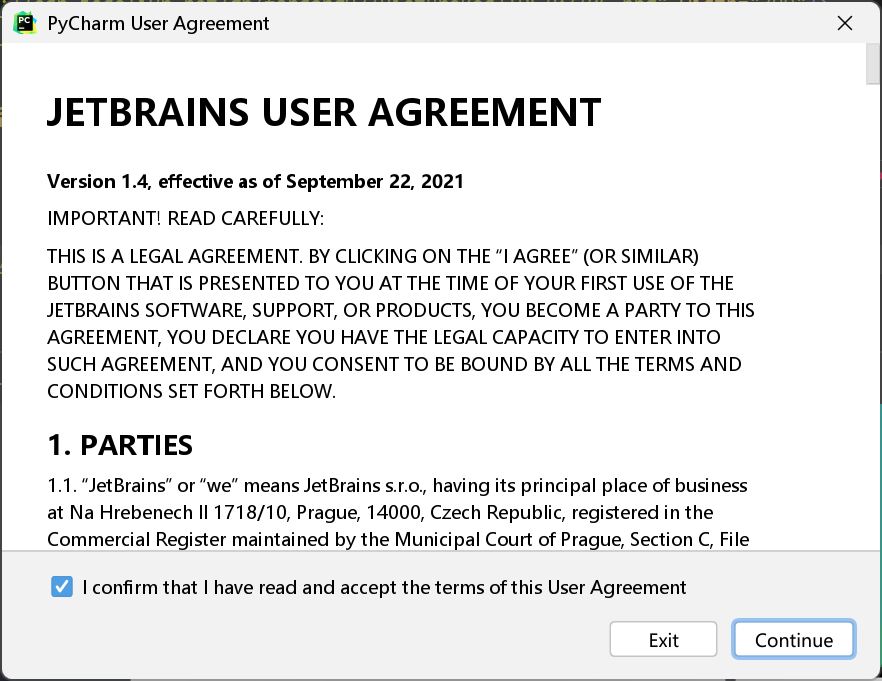 PyCharm User Agreement
JETBRAINS USER AGREEMENT
Version 1.4, effective as of September 22, 2021
IMPORTANT! READ CAREFULLY:
THIS IS A LEGAL AGREEMENT. BY CLICKING ON THE “I AGREE” (OR SIMILAR)
BUTTON THAT IS PRESENTED TO YOU AT THE TIME OF YOUR FIRST USE OF THE
JETBRAINS SOFTWARE, SUPPORT, OR PRODUCTS, YOU BECOME A PARTY TO THIS
AGREEMENT, YOU DECLARE YOU HAVE THE LEGAL CAPACITY TO ENTER INTO
SUCH AGREEMENT, AND YOU CONSENT TO BE BOUND BY ALL THE TERMS AND
CONDITIONS SET FORTH BELOW.
1. PARTIES
1.1. “JetBrains” or “we” means JetBrains s.r.o., having its principal place of business
at Na Hrebenech II 1718/10, Prague, 14000, Czech Republic, registered in the
Commercial Register maintained by the Municipal Court of Prague, Section C, File
I confirm that I have read and accept the terms of this User Agreement
Exit
Continue